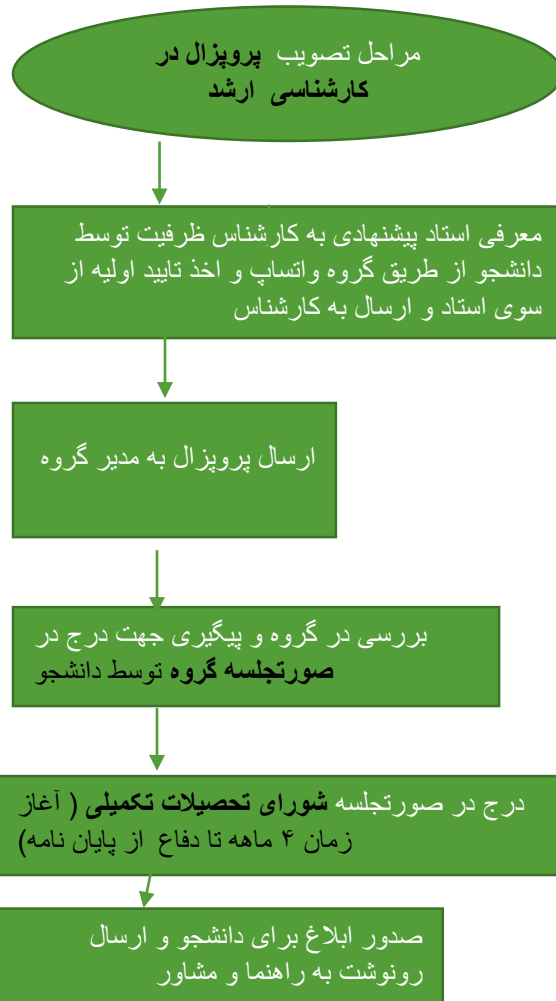 مراحل تصویب پروپزال در
کارشناسی ارشد
معرفی استاد پیشنهادی به کارشناس ظرفیت توسط
دانشجو از طریق گروه واتساپ و اخذ تایید اولیه از
سوی استاد و ارسال به کارشناس
ارسال پروپزال به مدیر گروه
بررسی در گروه و پیگیری جهت درج در
صورتجلسه گروه توسط دانشجو
درج در صورتجلسه شورای تحصیلات تکمیلی ( آغاز
زمان ۴ ماهه تا دفاع از پایان نامه)
صدور ابلاغ برای دانشجو و ارسال
رونوشت به راهنما و مشاور